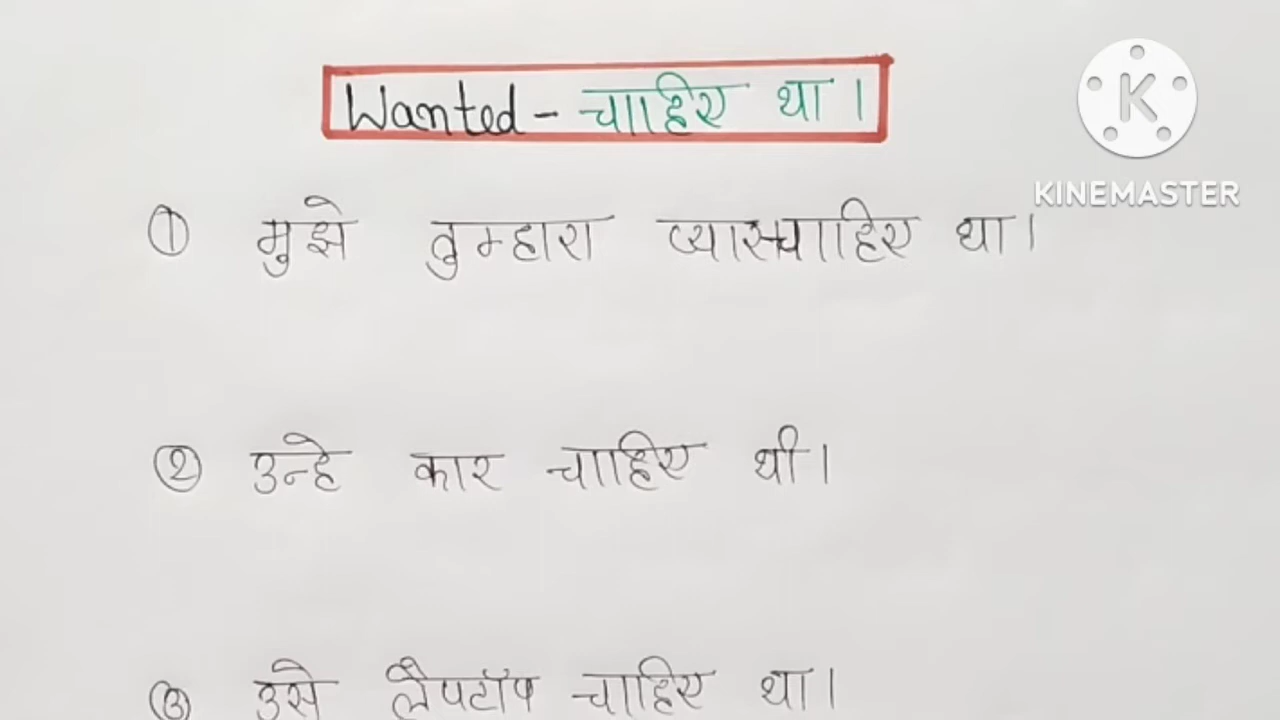 Wanted - चाहिए था।
K
KINEMASTER
① मुझे तुम्हारा प्यार चाहिए था।
② उन्हे कार चाहिए थी।
③ उसे लैपटॉप चाहिए था।